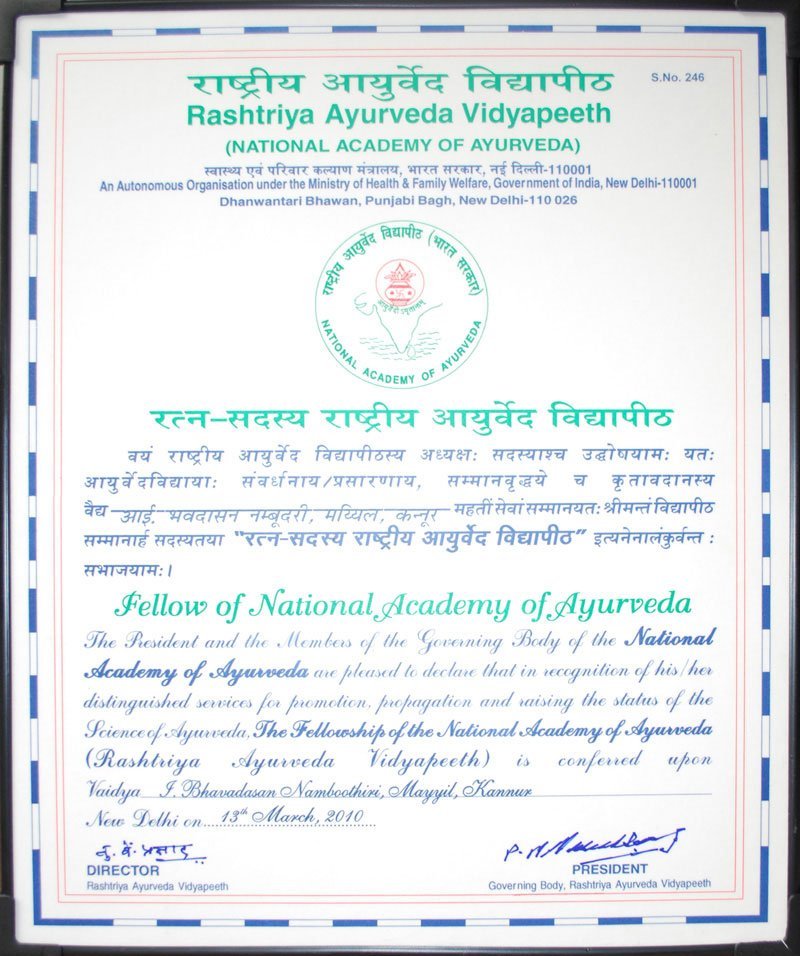 राष्ट्रीय आयुर्वेद विद्यापीठ
S.No. 246
Rashtriya Ayurveda Vidyapeeth
(NATIONAL ACADEMY OF AYURVEDA)
स्वास्थ्य एवं परिवार कल्याण मंत्रालय, भारत सरकार, नई दिल्ली-110001
An Autonomous Organisation under the Ministry of Health & Family Welfare, Government of India, New Delhi-110001
Dhanwantari Bhawan, Punjabi Bagh, New Delhi-110 026
राष्ट्रीय आयुर्वेद विद्यापीठ (भारत सरकार)
NATIONAL ACADEMY OF AYURVEDA
रत्न-सदस्य राष्ट्रीय आयुर्वेद विद्यापीठ
वयं राष्ट्रीय आयुर्वेद विद्यापीठस्य अध्यक्षः सदस्याश्च उद्घोषयामः यतः
आयुर्वेदविद्यायाः संवर्धनाय/प्रसारणाय, सम्मानवृद्धये च कृतावदानस्य
वैद्य आई. भवदासन नम्बूदरी, मय्यिल, कन्नूर महतीं सेवां सम्मानयतः श्रीमन्तं विद्यापीठ
सम्मानार्ह सदस्यतया "रत्न-सदस्य राष्ट्रीय आयुर्वेद विद्यापीठ" इत्यनेनालंकुर्वन्तः
सभाजयामः।
Fellow of National Academy of Ayurveda
The President and the Members of the Governing Body of the National
Academy of Ayurveda are pleased to declare that in recognition of his/her
distinguished services for promotion, propagation and raising the status of the
Science of Ayurveda, The Fellowship of the National Academy of Ayurveda
(Rashtriya Ayurveda Vidyapeeth) is conferred upon
Vaidya I. Bhavadasan Namboothiri, Mayyil, Kannur
New Delhi on 13th March, 2010
DIRECTOR
Rashtriya Ayurveda Vidyapeeth
PRESIDENT
Governing Body, Rashtriya Ayurveda Vidyapeeth